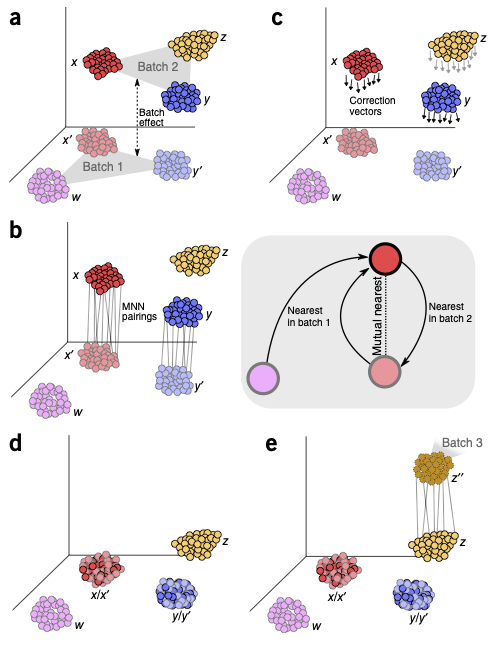 a
x
z
Batch 2
y
Batch
effect
x′
Batch 1
y′
w
c
x
z
y
Correction
vectors
x′
y′
w
b
x
z
MNN
pairings
y
x′
y′
w
Nearest
in batch 1
Mutual nearest
Nearest
in batch 2
d
z
x/x′
y/y′
w
e
Batch 3
z′′
z
x/x′
y/y′
w